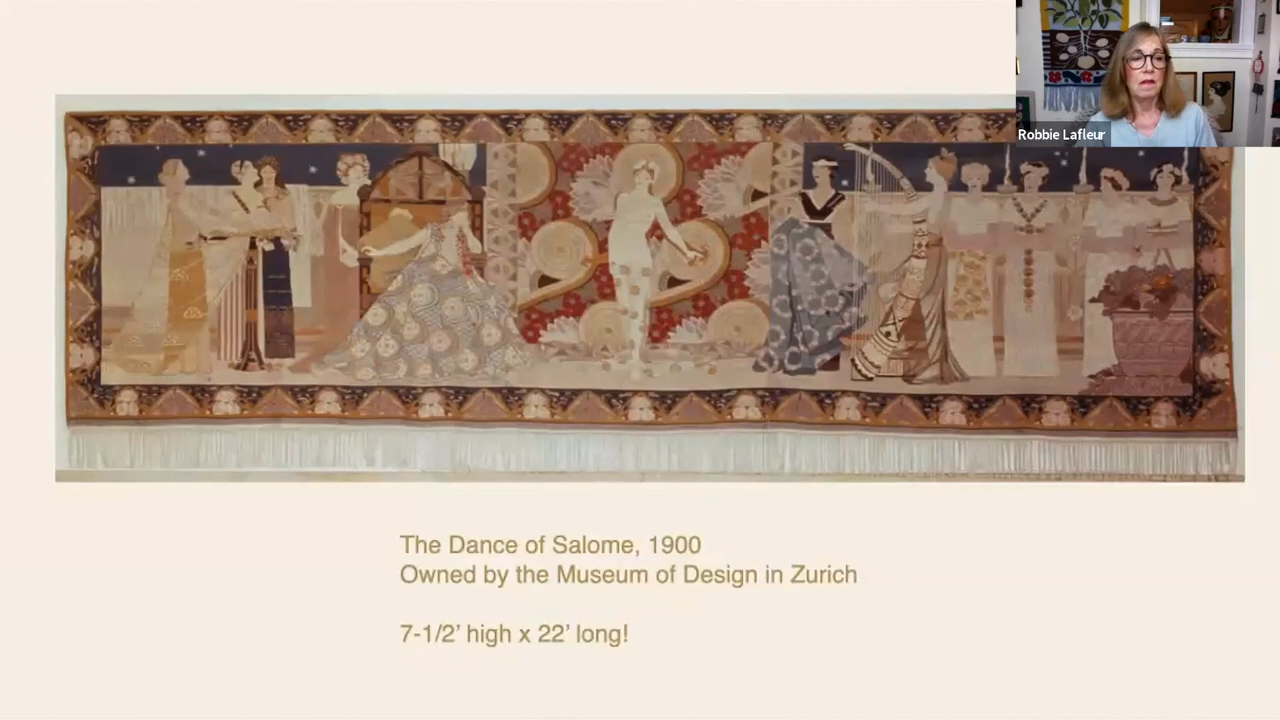 Robbie Lafleur
The Dance of Salome, 1900
Owned by the Museum of Design in Zurich
7-1/2’ high x 22’ long!